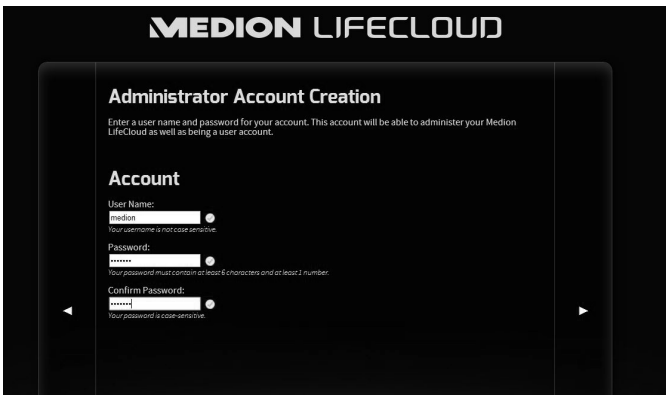 MEDION LIFECLOUD
Administrator Account Creation
Enter a user name and password for your account. This account will be able to administer your Medion
LifeCloud as well as being a user account.
Account
User Name:
medion
Your username is not case sensitive.
Password:
•••••••
Your password must contain at least 6 characters and at least 1 number.
Confirm Password:
•••••••
Your password is case-sensitive.